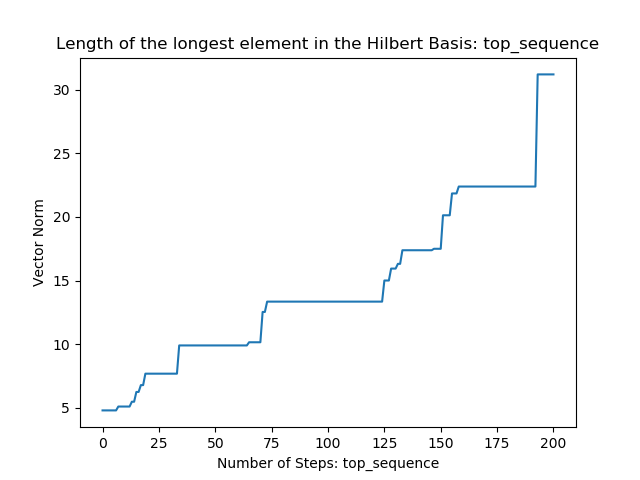 Length of the longest element in the Hilbert Basis: top_sequence
30
25
20
15
10
5
Vector Norm
0 25 50 75 100 125 150 175 200
Number of Steps: top_sequence